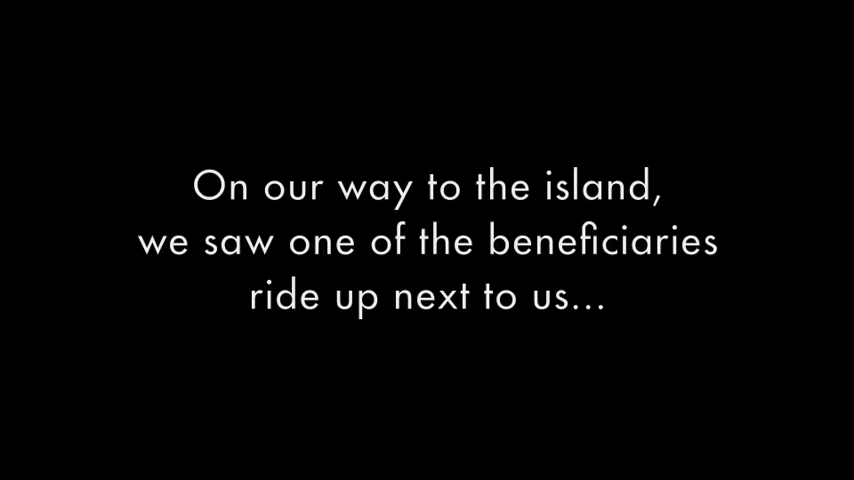 On our way to the island,
we saw one of the beneficiaries
ride up next to us...